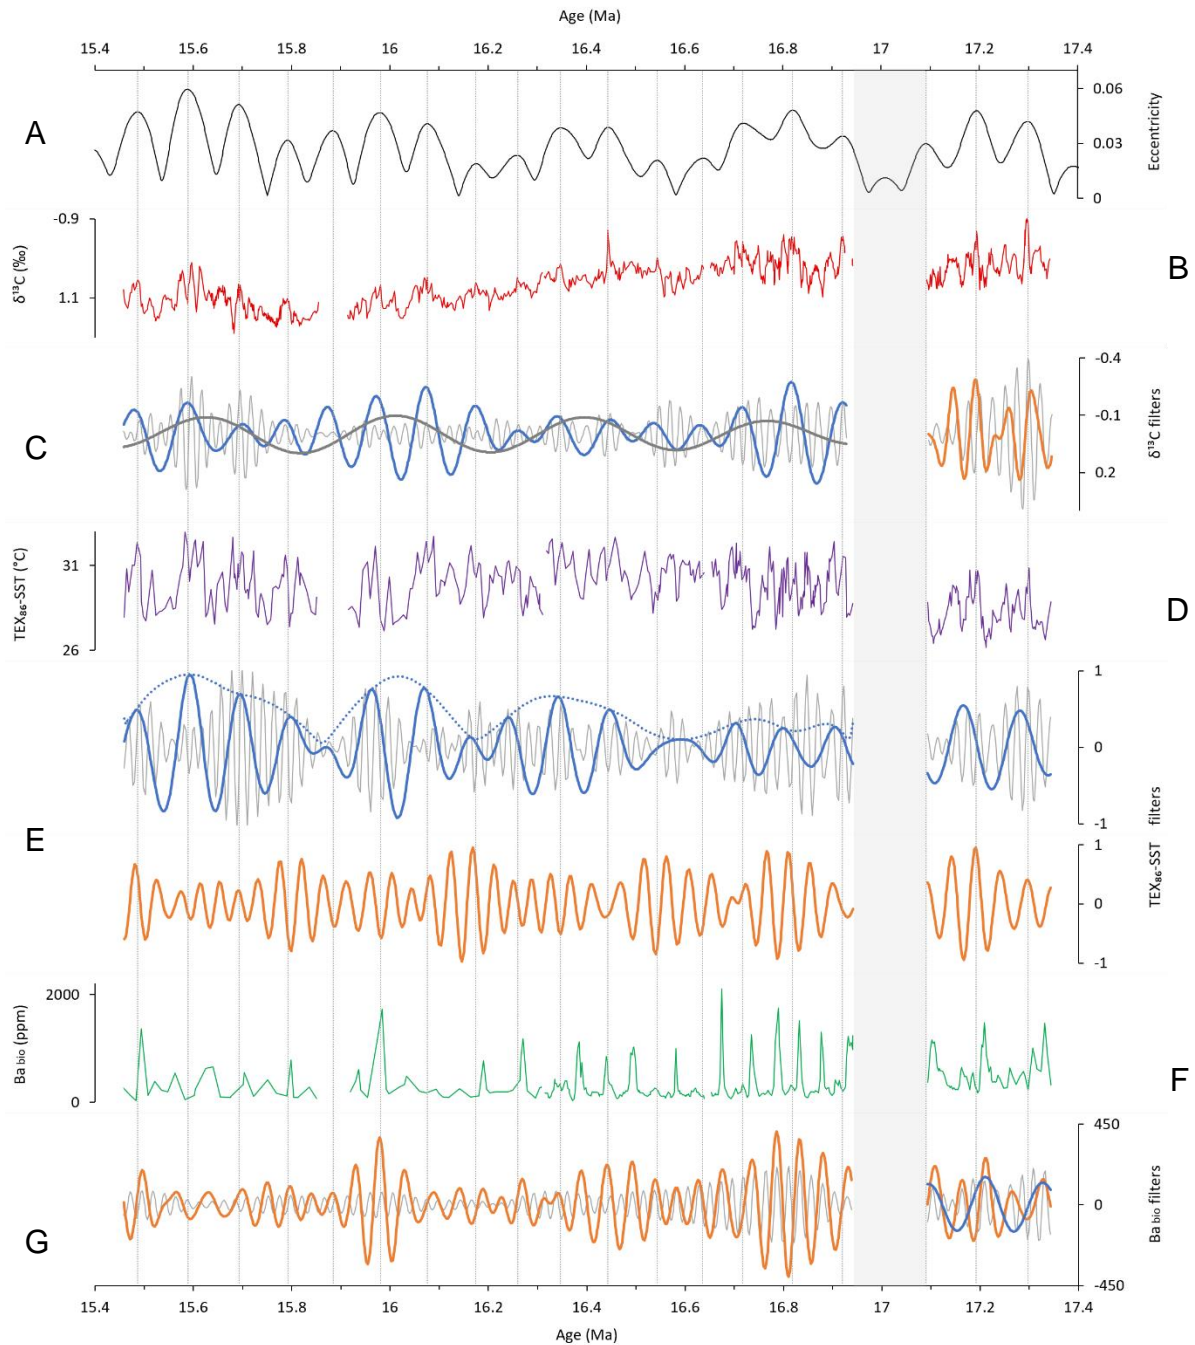 Age (Ma)
15.4 15.6 15.8 16 16.2 16.4 16.6 16.8 17 17.2 17.4
A
0.06
0.03
0
Eccentricity
B
-0.9
1.1
δ¹³C (‰)
C
-0.4
-0.1
0.2
δ¹³C filters
D
31
26
TEX₈₆-SST (°C)
E
1
0
-1
1
0
-1
TEX₈₆-SST filters
F
2000
0
Ba bio (ppm)
G
450
0
-450
Ba bio filters
15.4 15.6 15.8 16 16.2 16.4 16.6 16.8 17 17.2 17.4
Age (Ma)